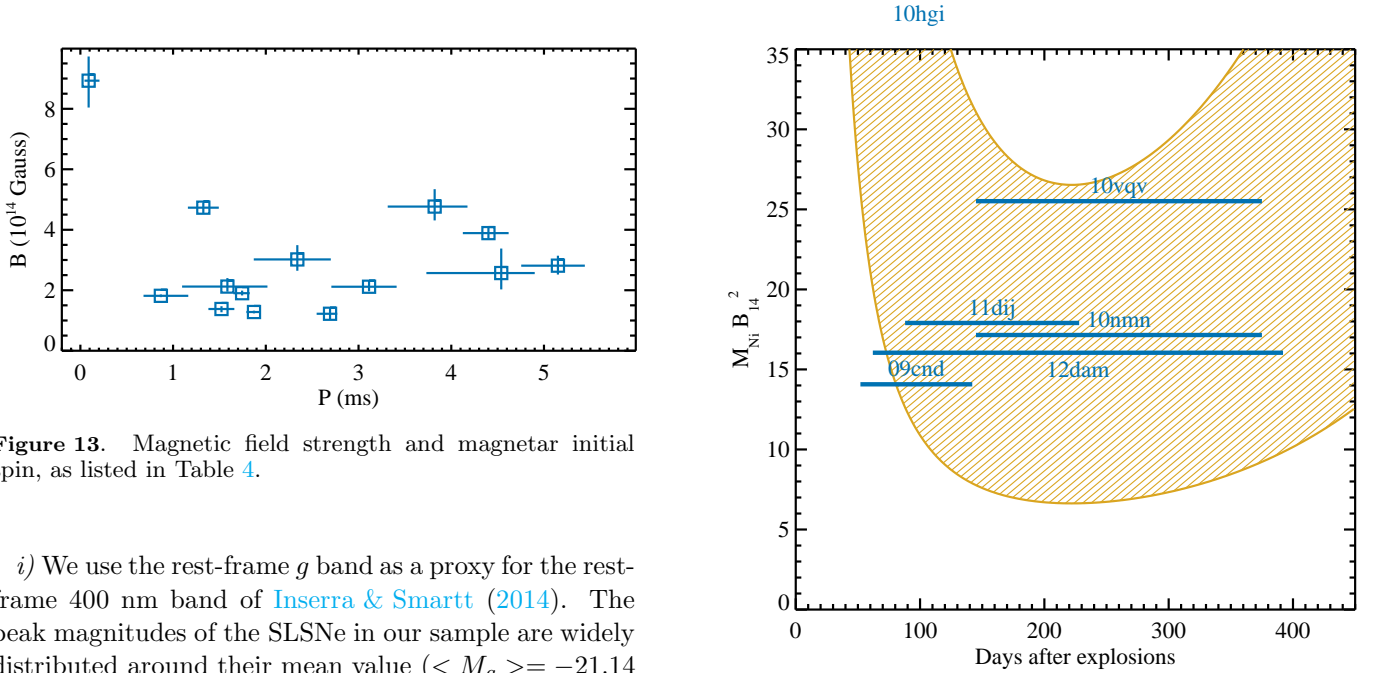 8
6
4
2
0
B (10^14 Gauss)
0 1 2 3 4 5
P (ms)
Figure 13. Magnetic field strength and magnetar initial
spin, as listed in Table 4.
i) We use the rest-frame g band as a proxy for the rest-
frame 400 nm band of Inserra & Smartt (2014). The
peak magnitudes of the SLSNe in our sample are widely
distributed around their mean value (< M_g >= −21.14
10hgi
35
30
25
20
15
10
5
0
M_Ni B_14^2
10vqv
11dij
10nmn
09cnd
12dam
0 100 200 300 400
Days after explosions